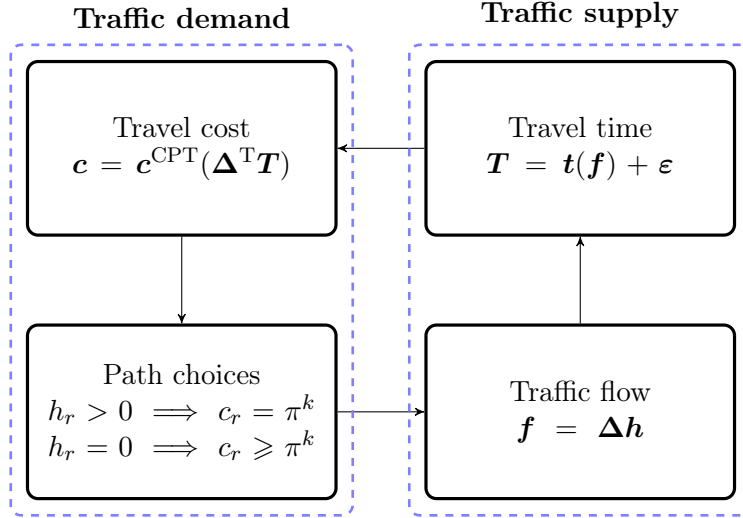 Traffic demand
Traffic supply
Travel cost
c = c^CPT(Δ^T T)
Travel time
T = t(f) + ε
Path choices
h_r > 0 ⟹ c_r = π^k
h_r = 0 ⟹ c_r ⩾ π^k
Traffic flow
f = Δh